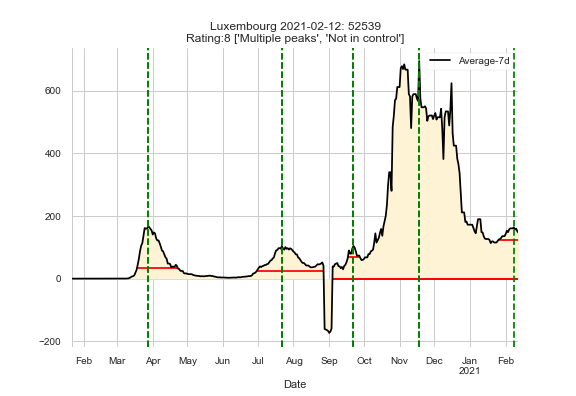 Luxembourg 2021-02-12: 52539
Rating:8 ['Multiple peaks', 'Not in control']
Average-7d
600
400
200
0
−200
Feb Mar Apr May Jun Jul Aug Sep Oct Nov Dec Jan Feb
2021
Date